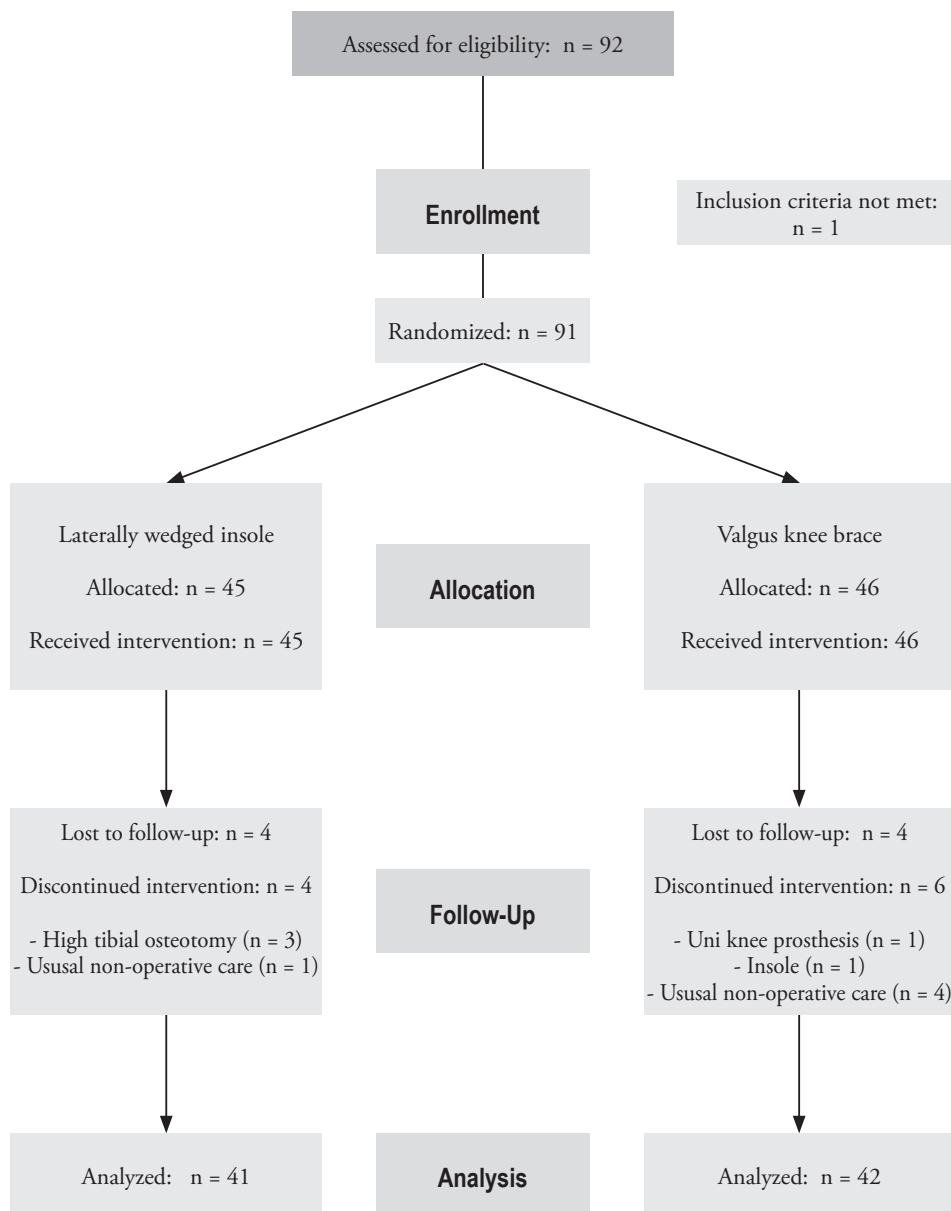 Assessed for eligibility: n = 92
Enrollment
Inclusion criteria not met:
n = 1
Randomized: n = 91
Laterally wedged insole
Allocated: n = 45
Received intervention: n = 45
Allocation
Valgus knee brace
Allocated: n = 46
Received intervention: 46
Lost to follow-up: n = 4
Discontinued intervention: n = 4
- High tibial osteotomy (n = 3)
- Ususal non-operative care (n = 1)
Follow-Up
Lost to follow-up: n = 4
Discontinued intervention: n = 6
- Uni knee prosthesis (n = 1)
- Insole (n = 1)
- Ususal non-operative care (n = 4)
Analyzed: n = 41
Analysis
Analyzed: n = 42